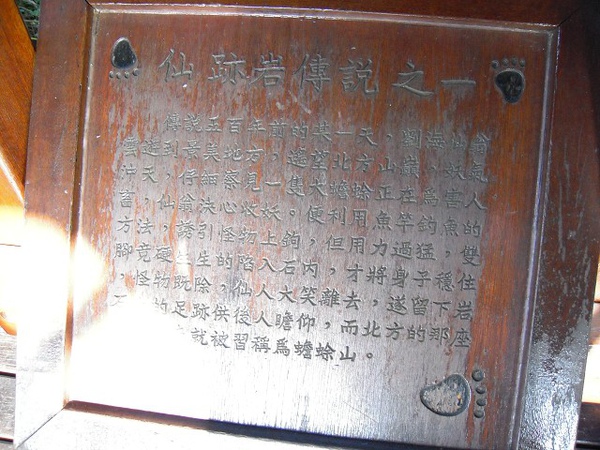 仙跡岩傳說之一
傳說五百年前的某一天,劉海仙翁
雲遊到景美地方,遙望北方山嶺,妖氣
沖天,仔細察見一隻大蟾蜍正在為害人
畜,仙翁決心收妖。便利用釣竿釣魚的
方法,誘引怪物上鉤,但用力過猛,雙
腳竟硬生生的陷入石內,才將身子穩住
,怪物既除,仙人大笑離去,遂留下岩
的足跡,供後人瞻仰,而北方的那座
就被習稱爲蟾蜍山。